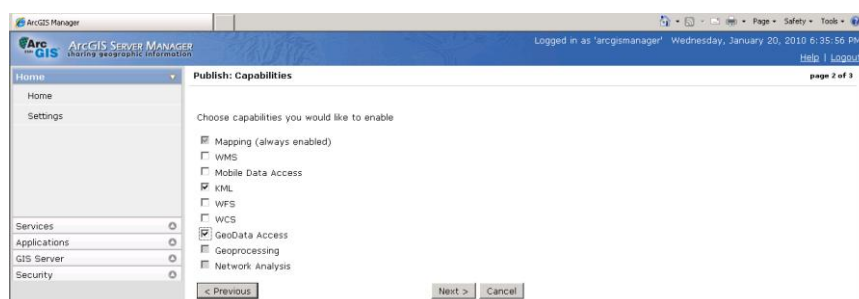 ArcGIS Manager
Page Safety Tools
ArcGIS ArcGIS SERVER MANAGER
sharing geographic information
Logged in as 'arcgismanager' Wednesday, January 20, 2010 6:35:56 PM
Help | Logout
Home
Publish: Capabilities
page 2 of 3
Home
Settings
Choose capabilities you would like to enable
Mapping (always enabled)
WMS
Mobile Data Access
KML
WFS
WCS
GeoData Access
Geoprocessing
Network Analysis
Services
Applications
GIS Server
Security
< Previous
Next >
Cancel